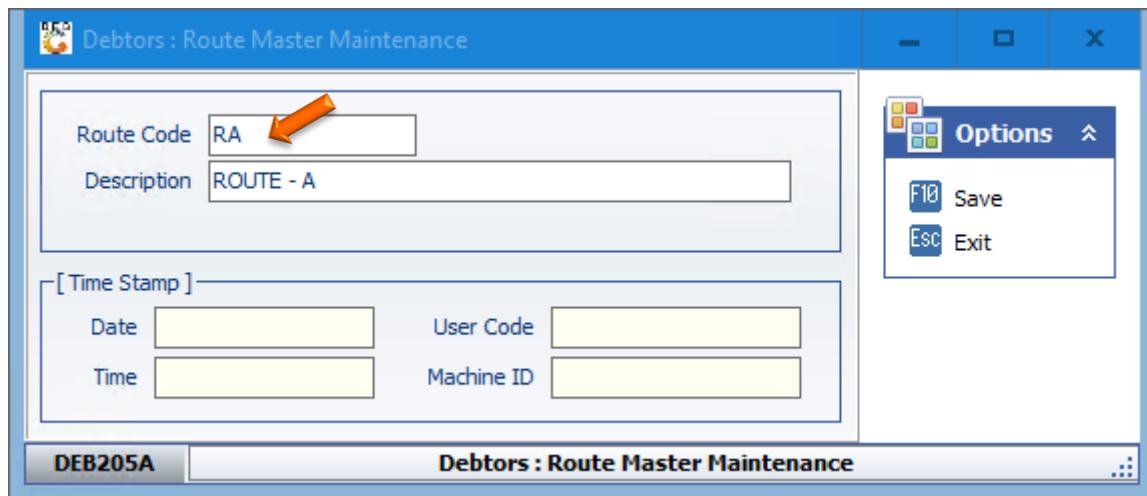 Debtors : Route Master Maintenance
Route Code RA
Description ROUTE - A
[ Time Stamp ]
Date User Code
Time Machine ID
Options
F10 Save
Esc Exit
DEB205A Debtors : Route Master Maintenance